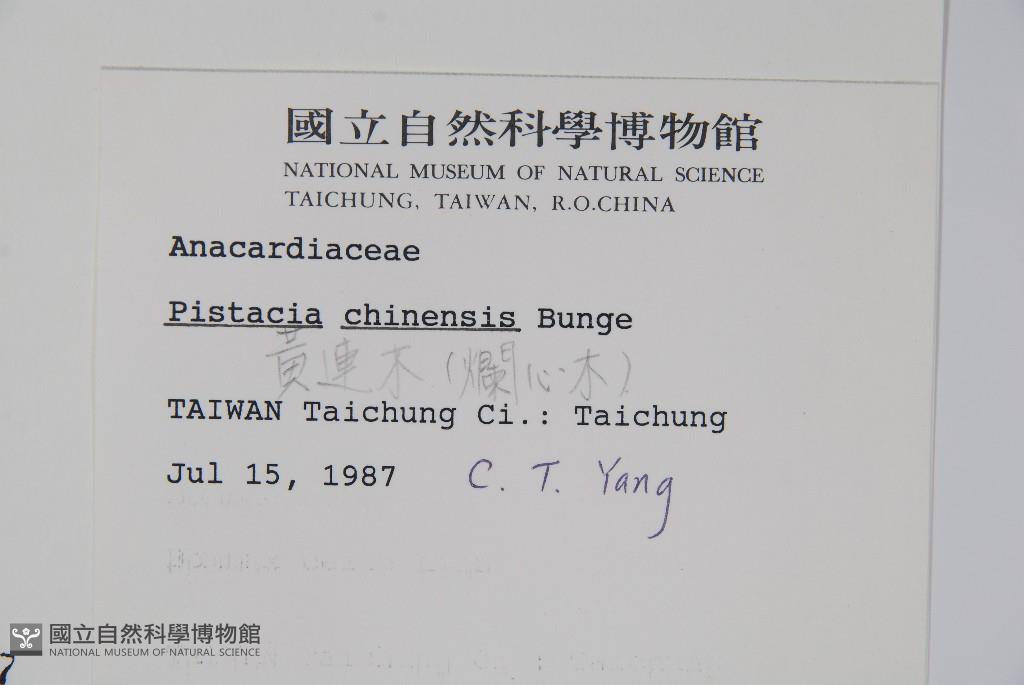 國立自然科學博物館
NATIONAL MUSEUM OF NATURAL SCIENCE
TAICHUNG, TAIWAN, R.O.CHINA
Anacardiaceae
Pistacia chinensis Bunge
黃連木(爛心木)
TAIWAN Taichung Ci.: Taichung
Jul 15, 1987 C. T. Yang
國立自然科學博物館
NATIONAL MUSEUM OF NATURAL SCIENCE